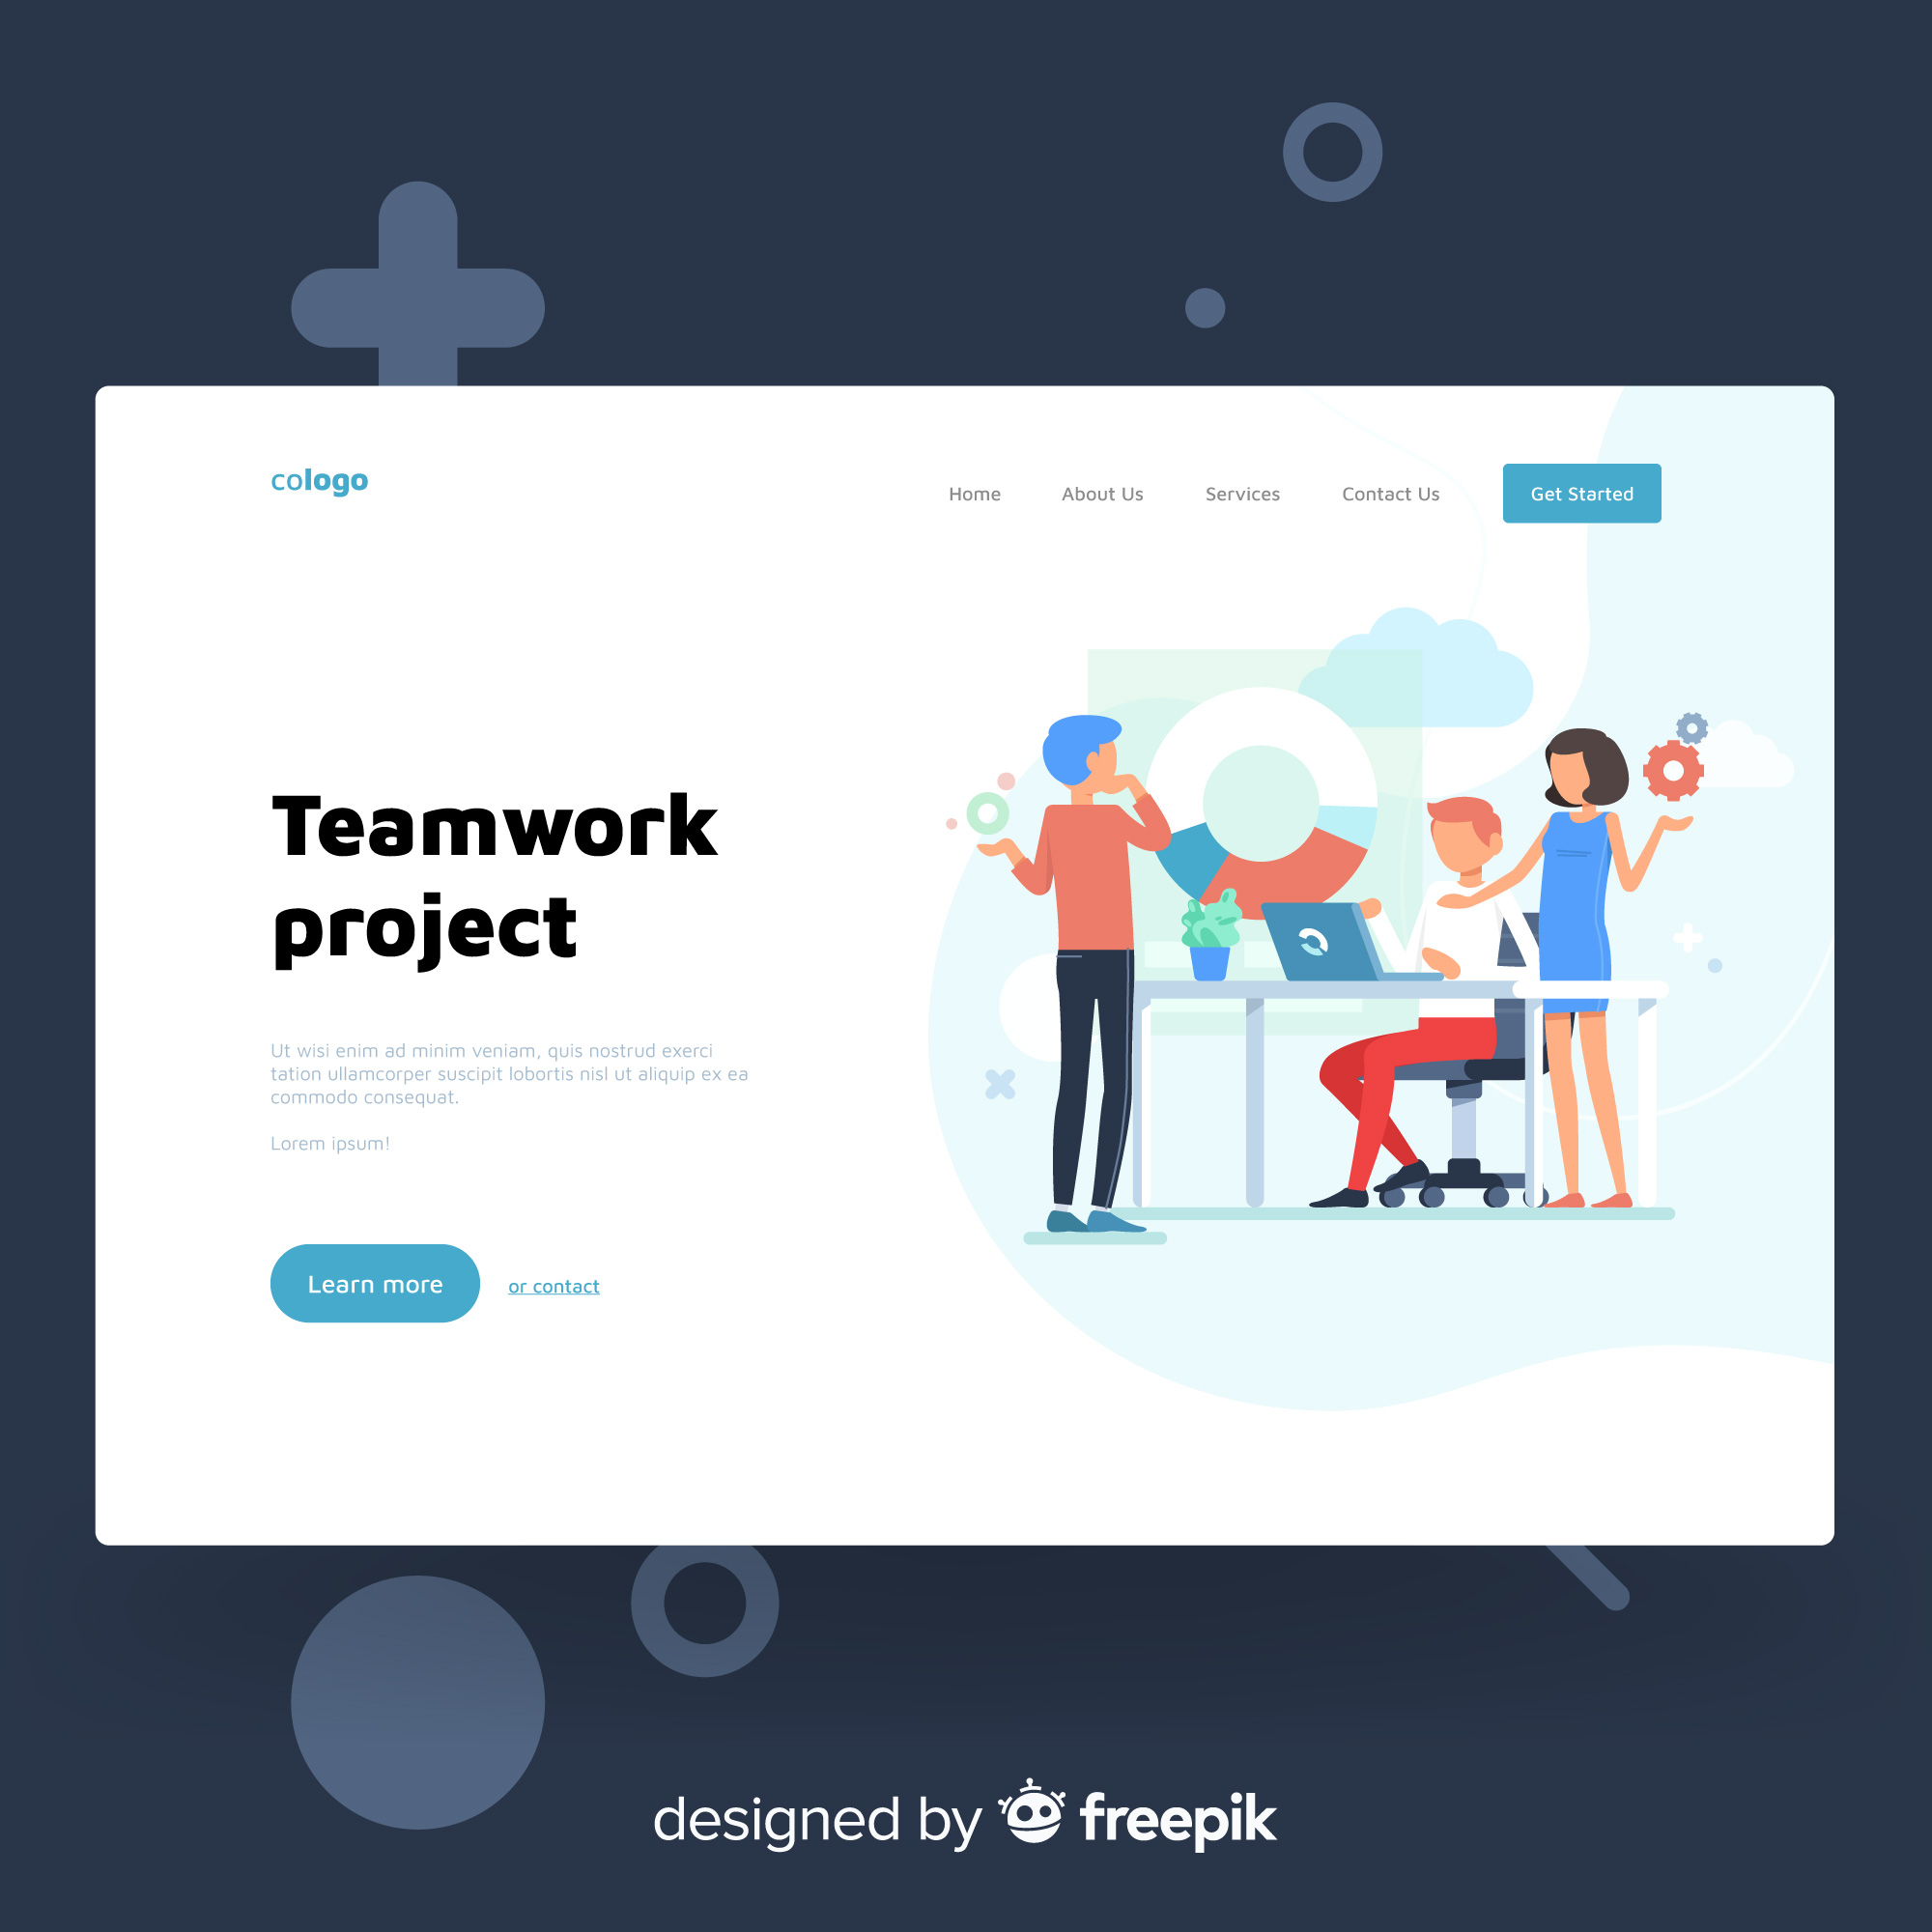 cologo
Home
About Us
Services
Contact Us
Get Started
Teamwork
project
Ut wisi enim ad minim veniam, quis nostrud exerci
tation ullamcorper suscipit lobortis nisl ut aliquip ex ea
commodo consequat.
Lorem ipsum!
Learn more
or contact
designed by freepik